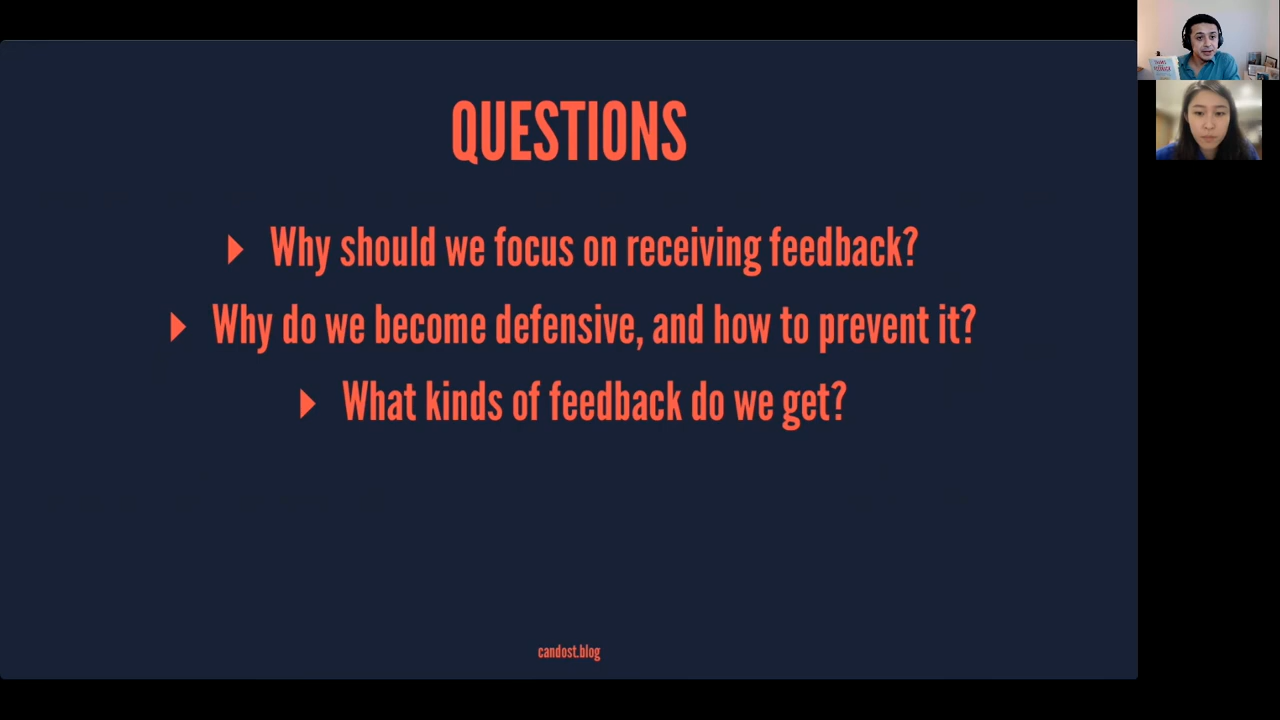 QUESTIONS
Why should we focus on receiving feedback?
Why do we become defensive, and how to prevent it?
What kinds of feedback do we get?
candost.blog